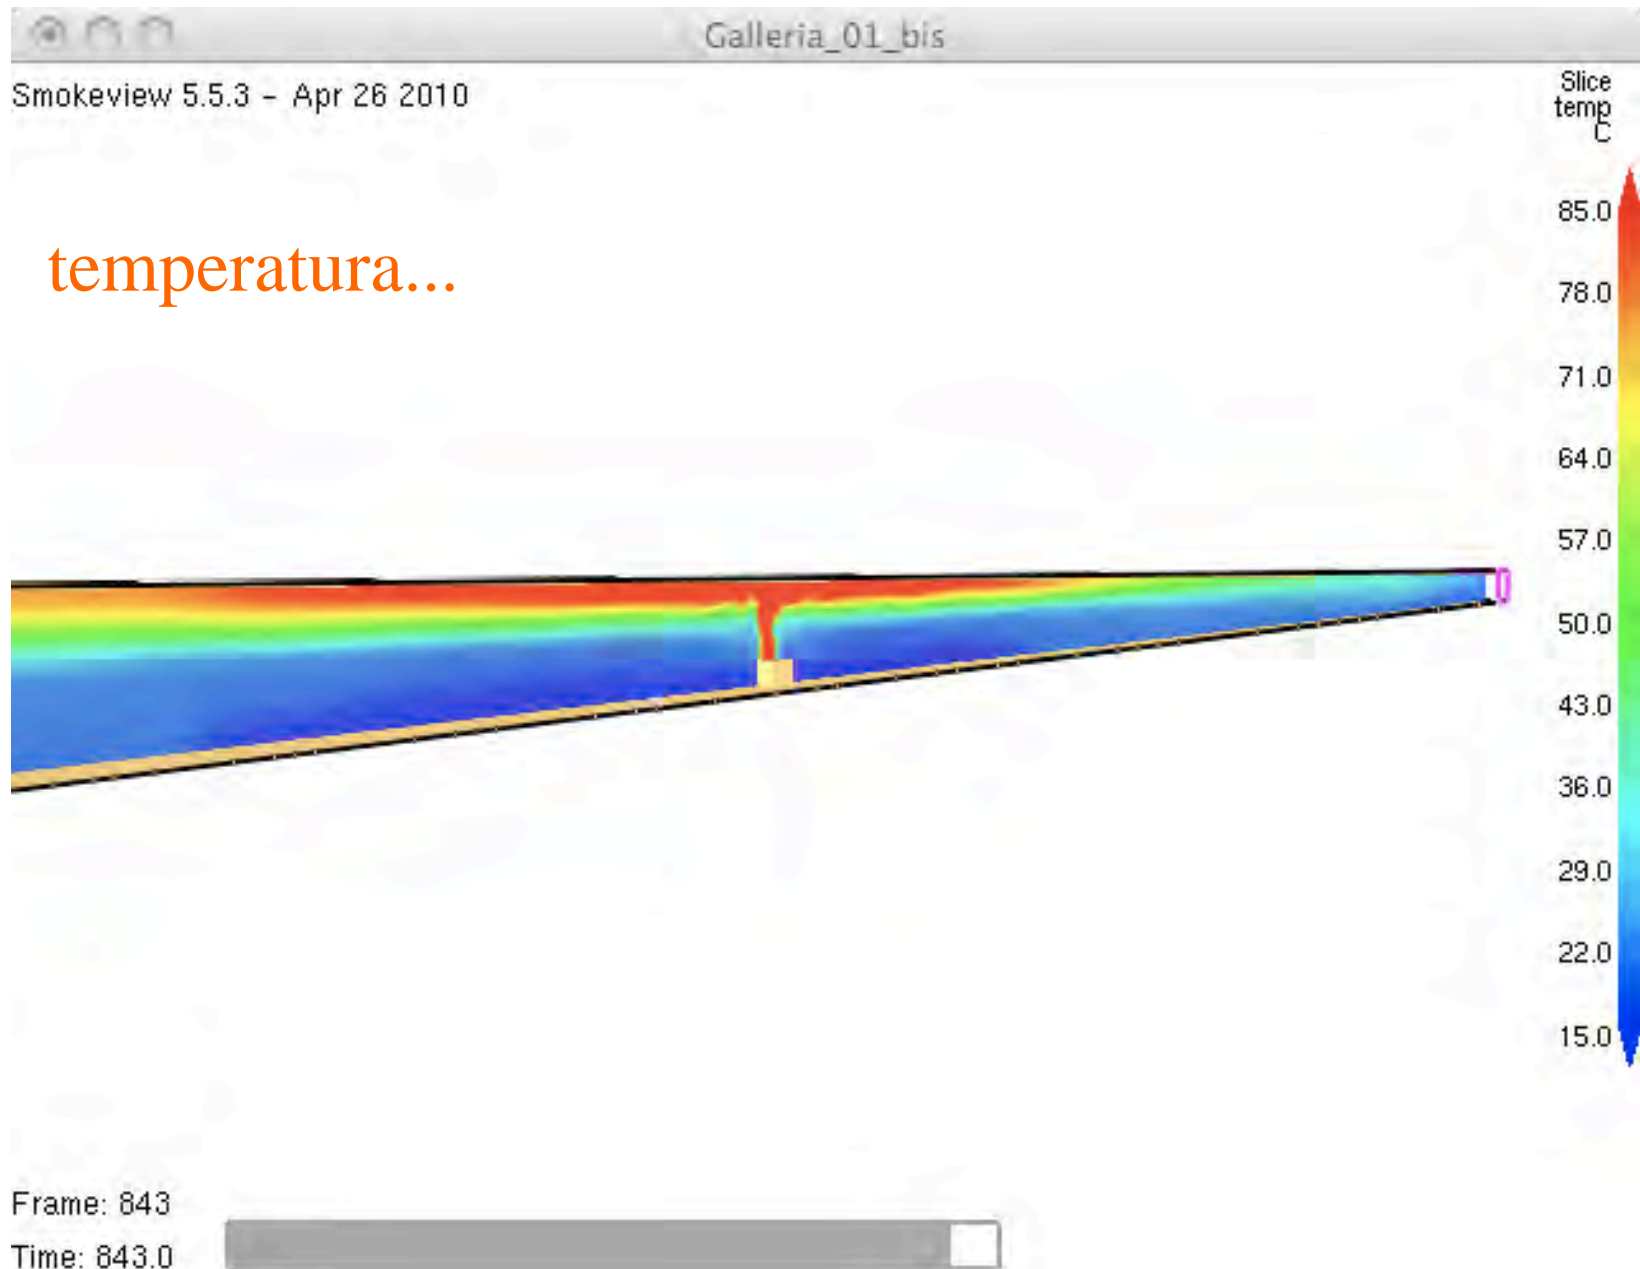 Galleria_01_bis
Smokeview 5.5.3 - Apr 26 2010
Slice
temp
C
temperatura...
85.0
78.0
71.0
64.0
57.0
50.0
43.0
36.0
29.0
22.0
15.0
Frame: 843
Time: 843.0